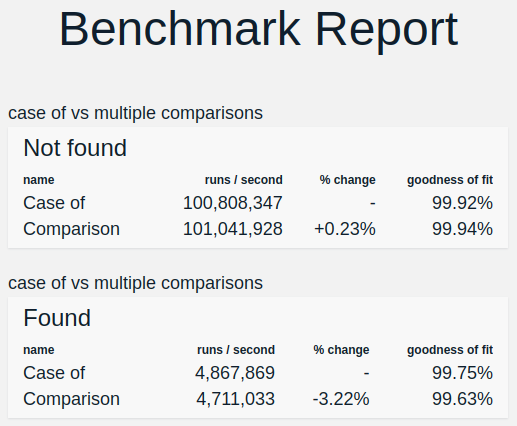 Benchmark Report
case of vs multiple comparisons
Not found
name runs / second % change goodness of fit
Case of 100,808,347 - 99.92%
Comparison 101,041,928 +0.23% 99.94%
case of vs multiple comparisons
Found
name runs / second % change goodness of fit
Case of 4,867,869 - 99.75%
Comparison 4,711,033 -3.22% 99.63%